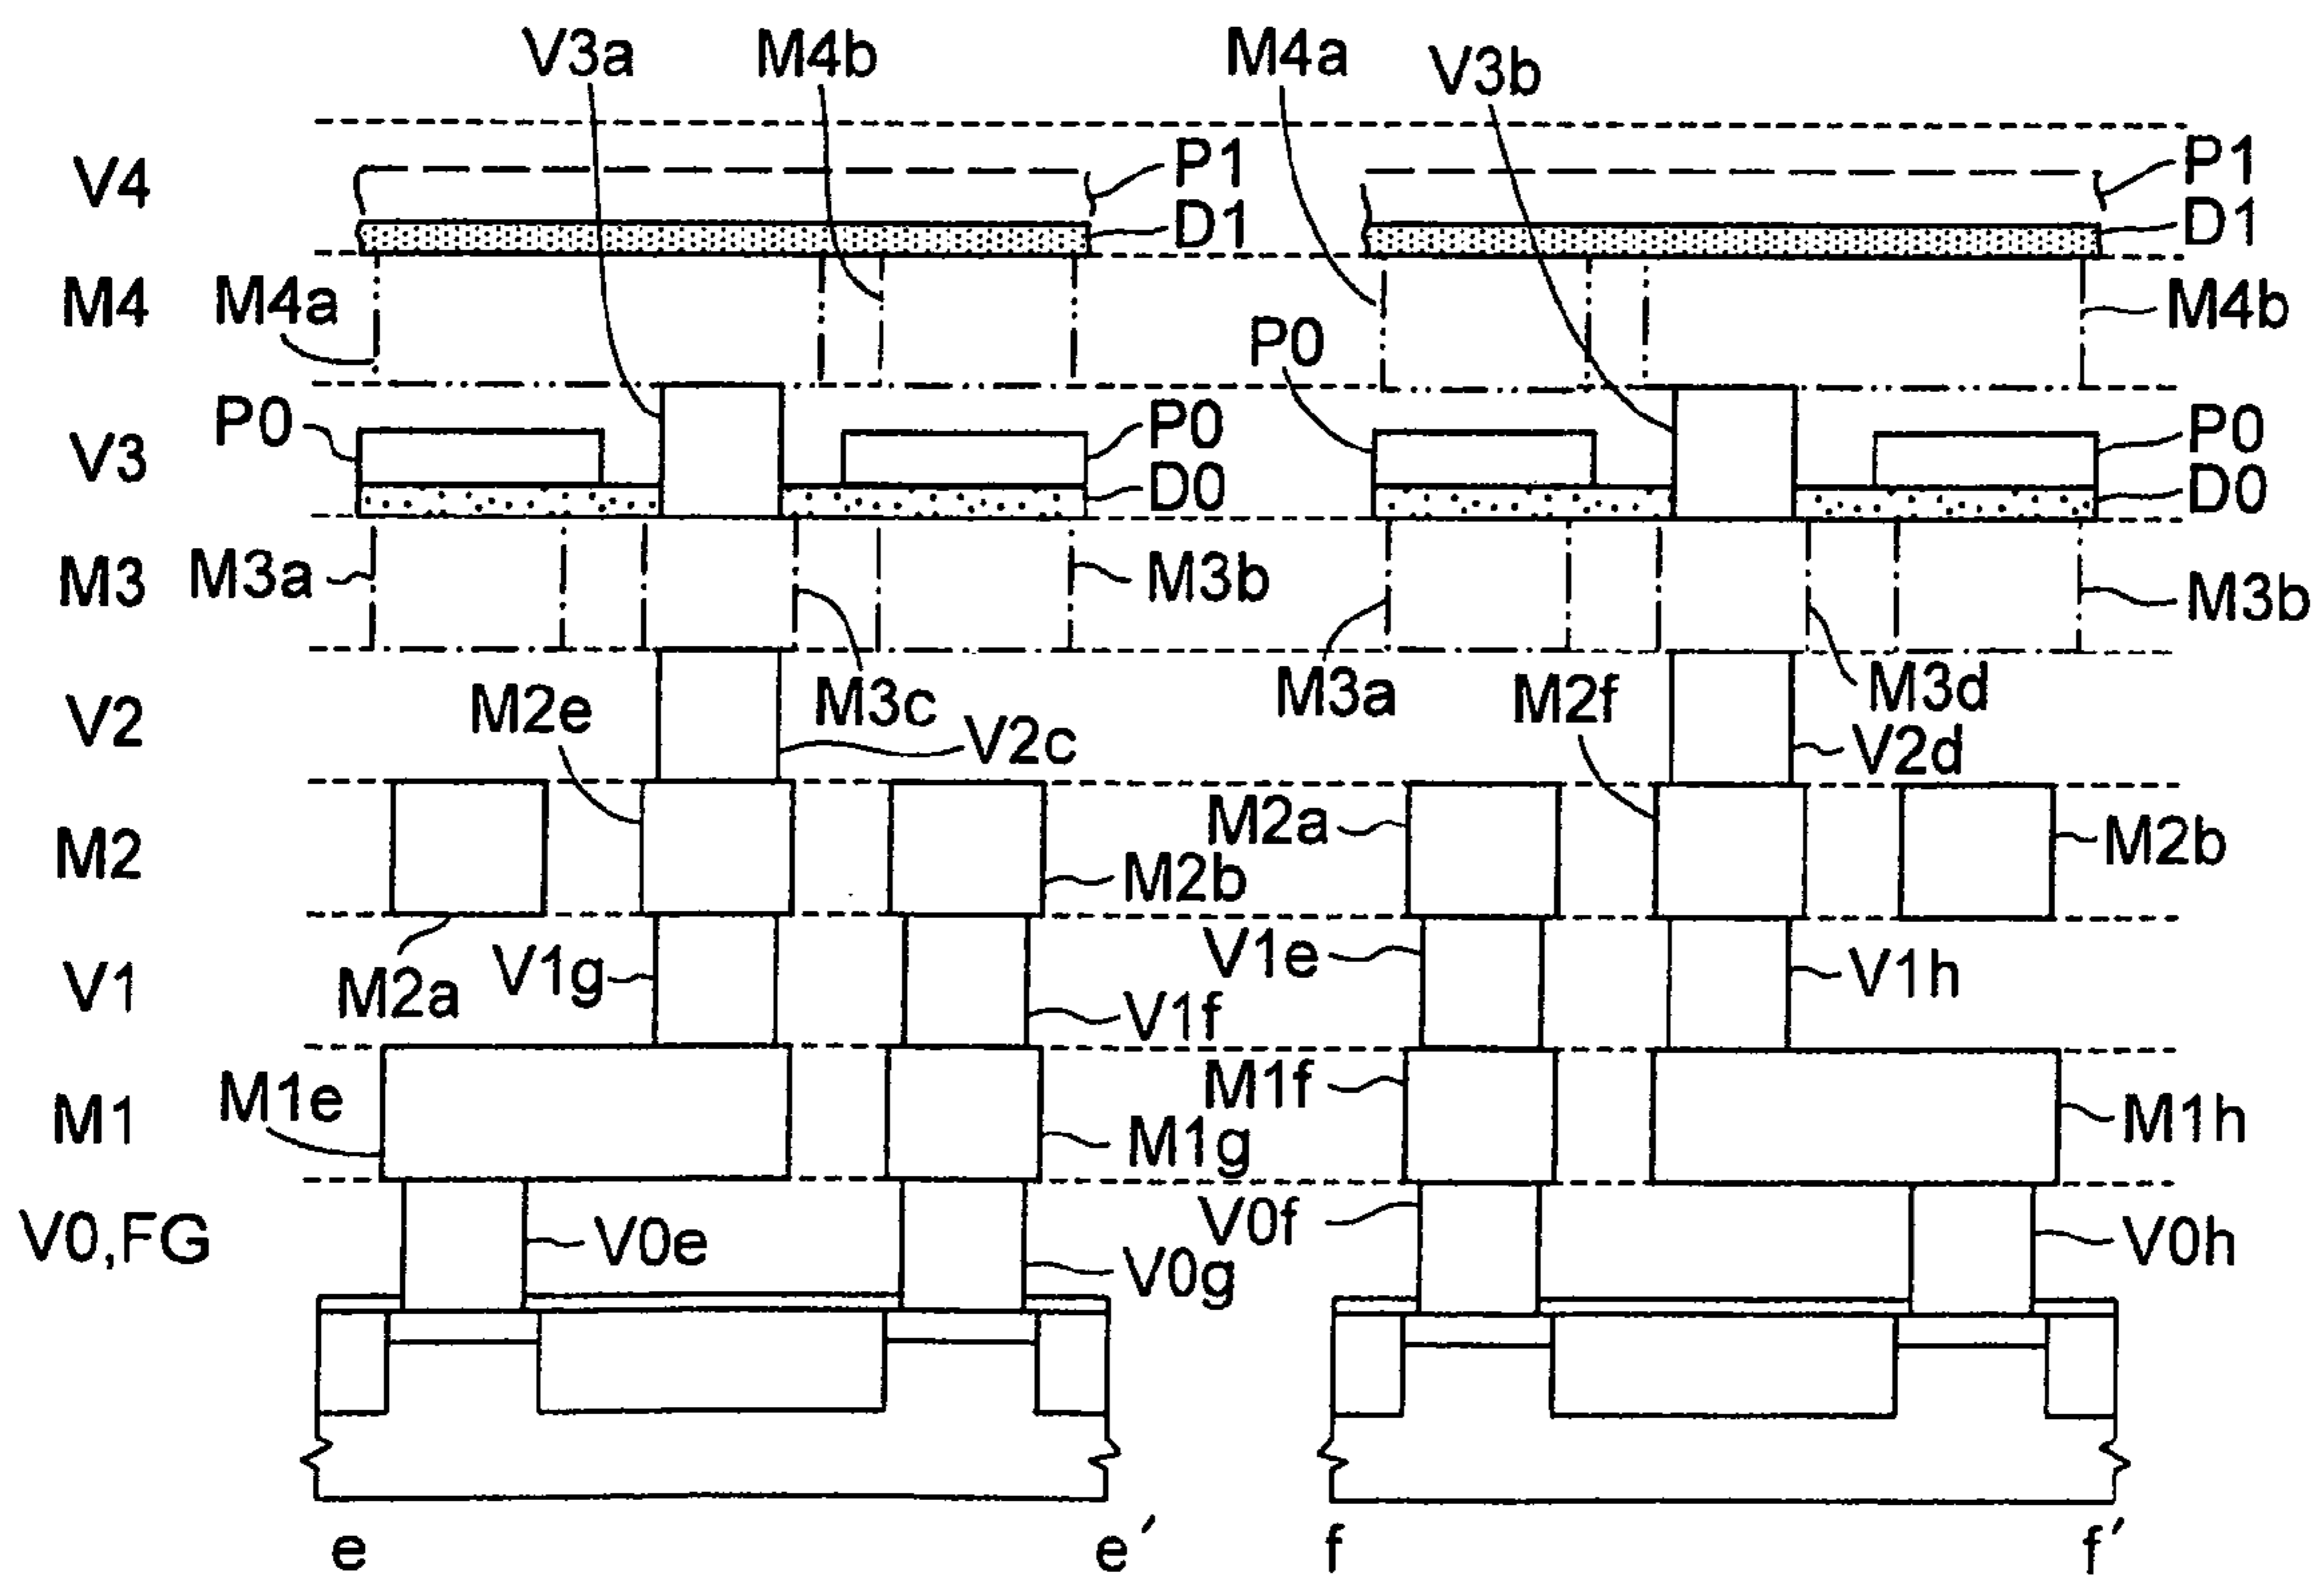 V3a M4b M4a V3b
V4 P1 P1
D1 D1
M4 M4a M4b
P0
V3 P0 P0 P0
D0 D0
M3 M3a M3b M3b
V2 M2e M3c M3a M2f M3d
V2c V2d
M2 M2a M2b
M2b
V1 M2a V1g V1e V1h
V1f
M1 M1e M1f M1h
M1g
V0,FG V0e V0f V0h
V0g
e e′ f f′